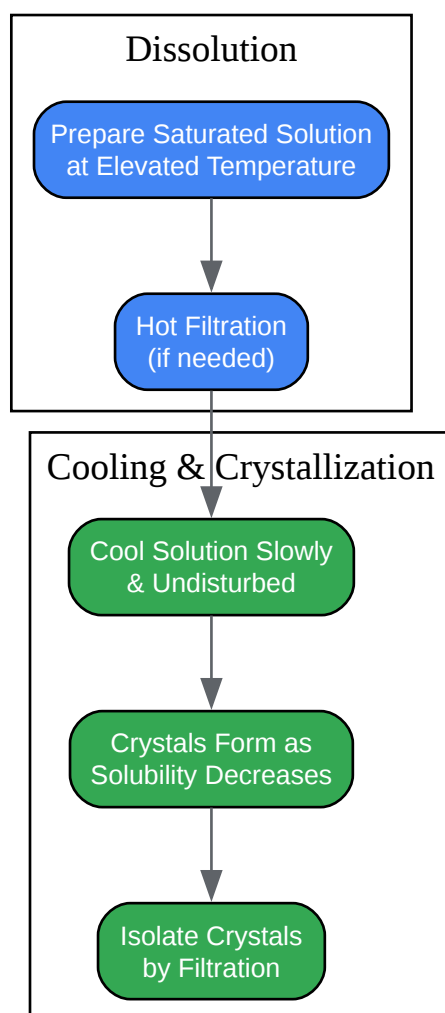 Dissolution
Prepare Saturated Solution
at Elevated Temperature
Hot Filtration
(if needed)
Cooling & Crystallization
Cool Solution Slowly
& Undisturbed
Crystals Form as
Solubility Decreases
Isolate Crystals
by Filtration